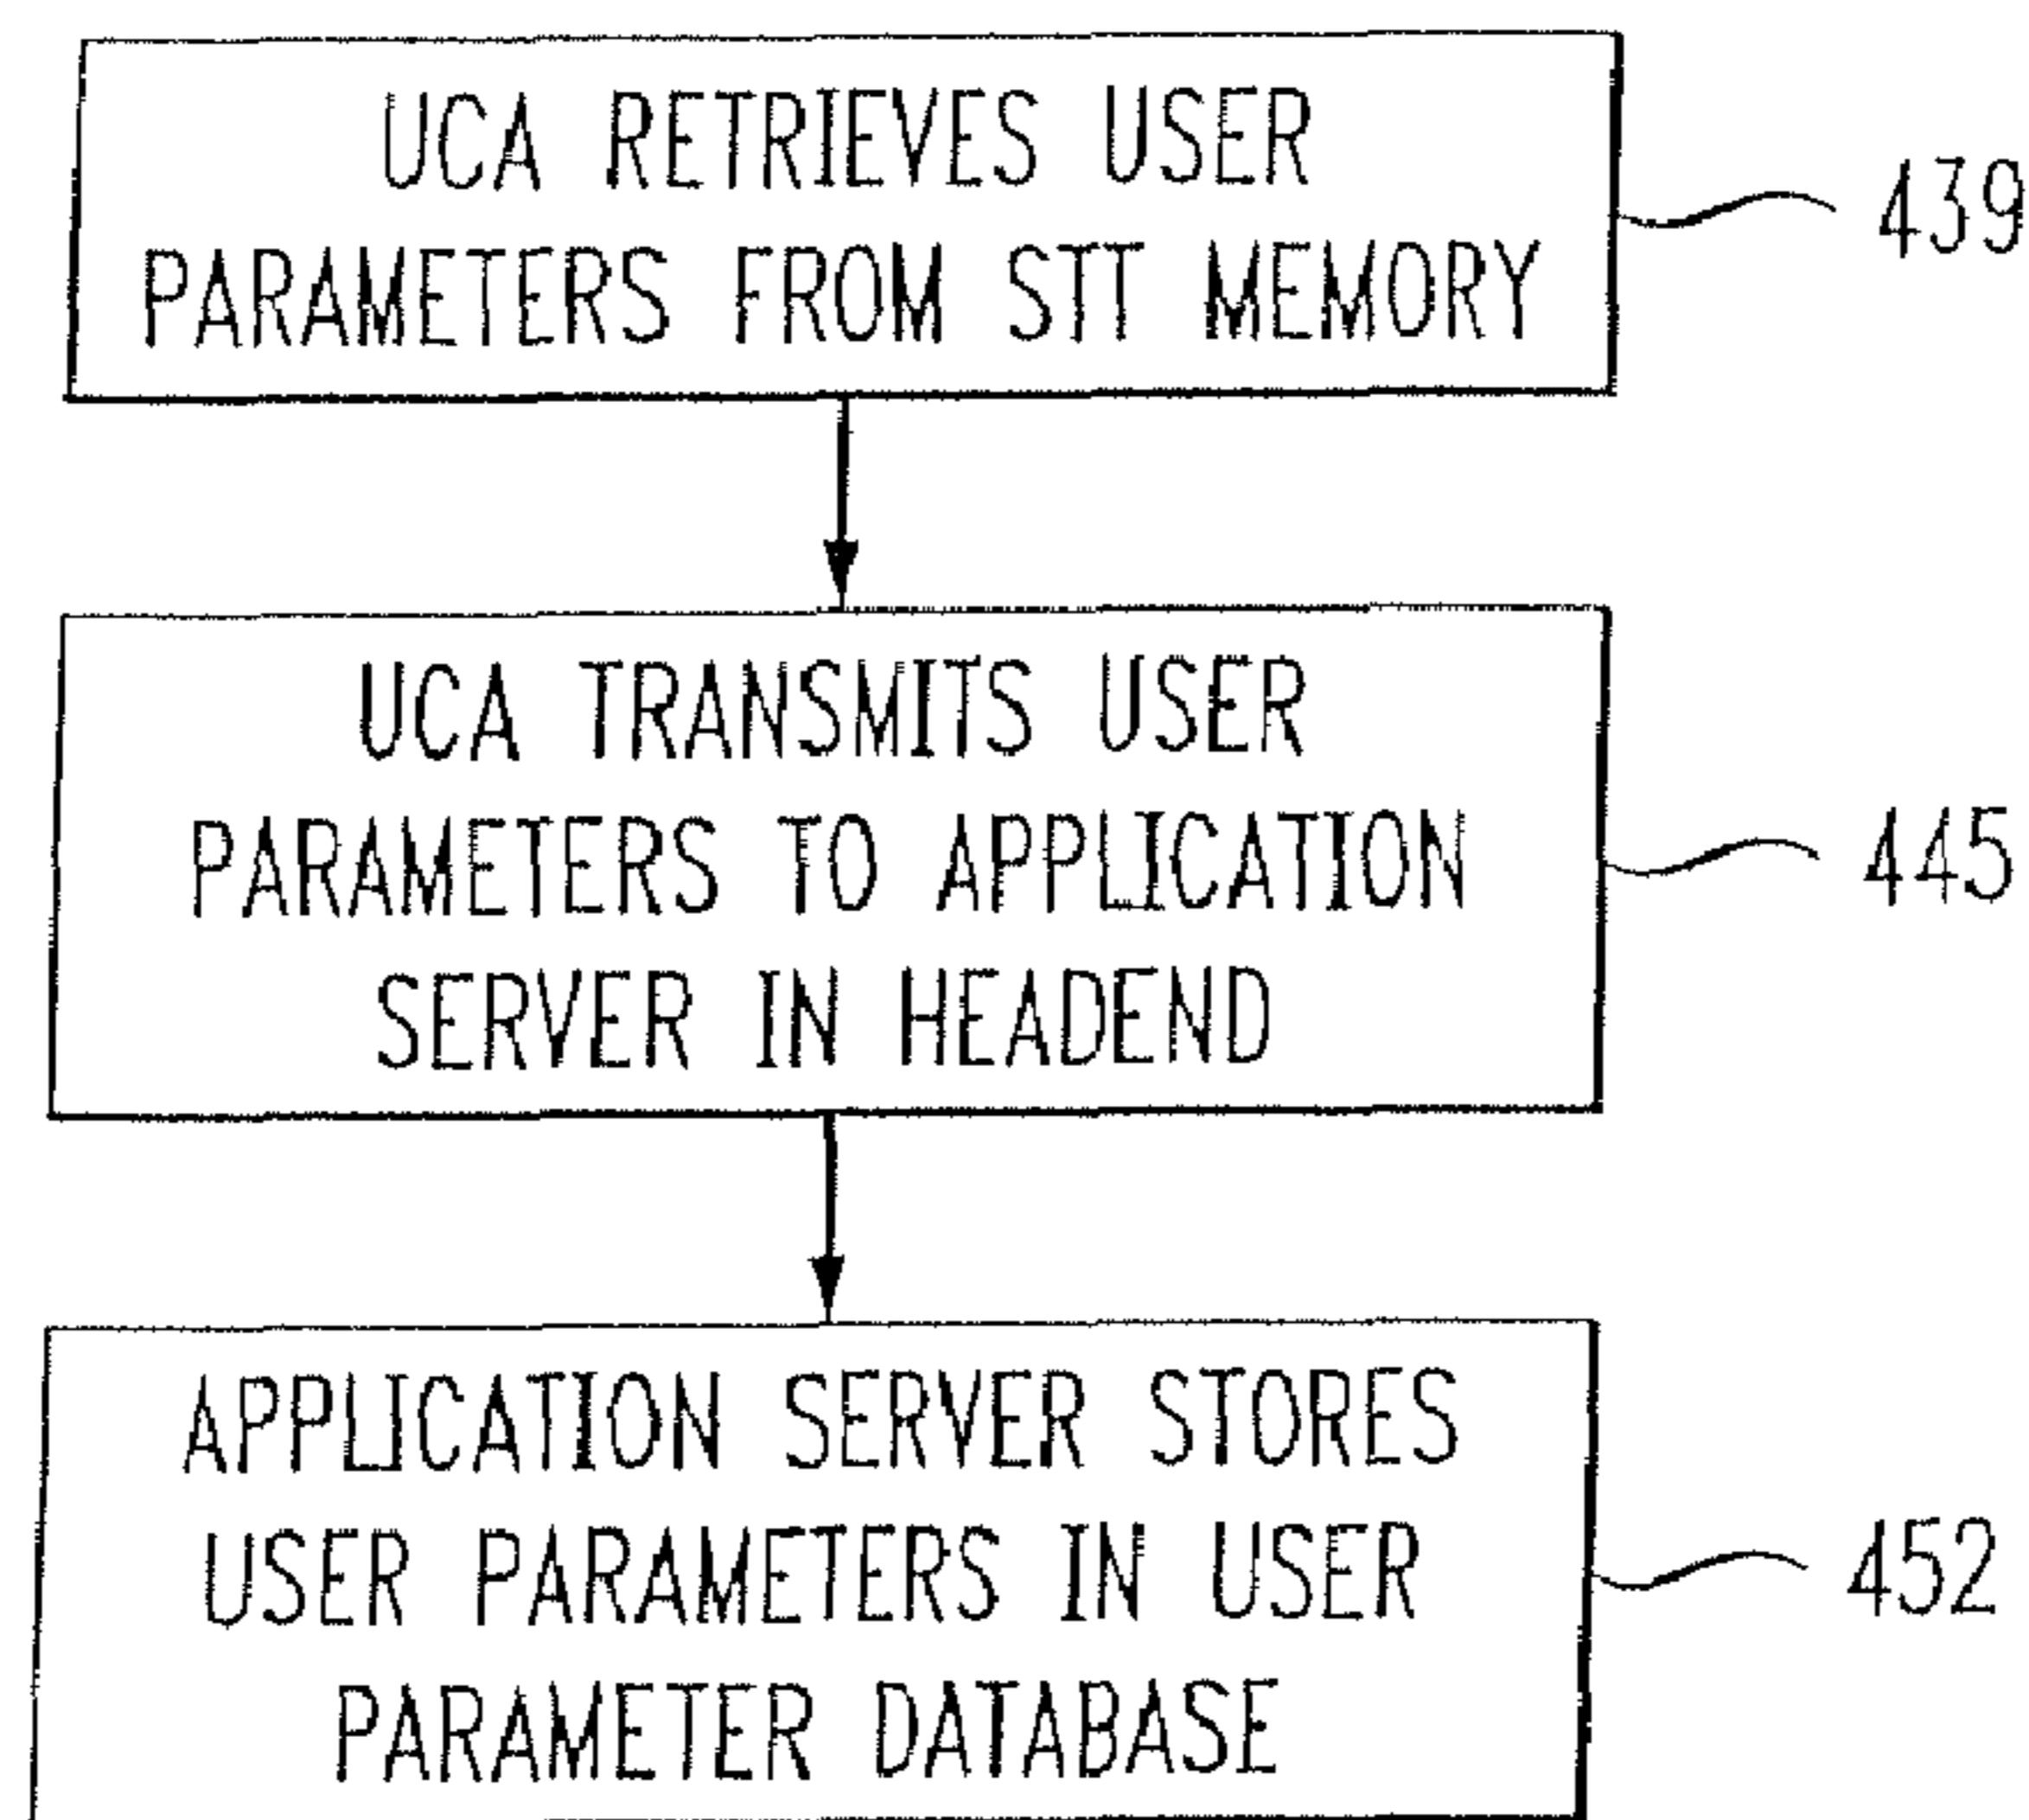 UCA RETRIEVES USER
PARAMETERS FROM STT MEMORY
439
UCA TRANSMITS USER
PARAMETERS TO APPLICATION
SERVER IN HEADEND
445
APPLICATION SERVER STORES
USER PARAMETERS IN USER
PARAMETER DATABASE
452